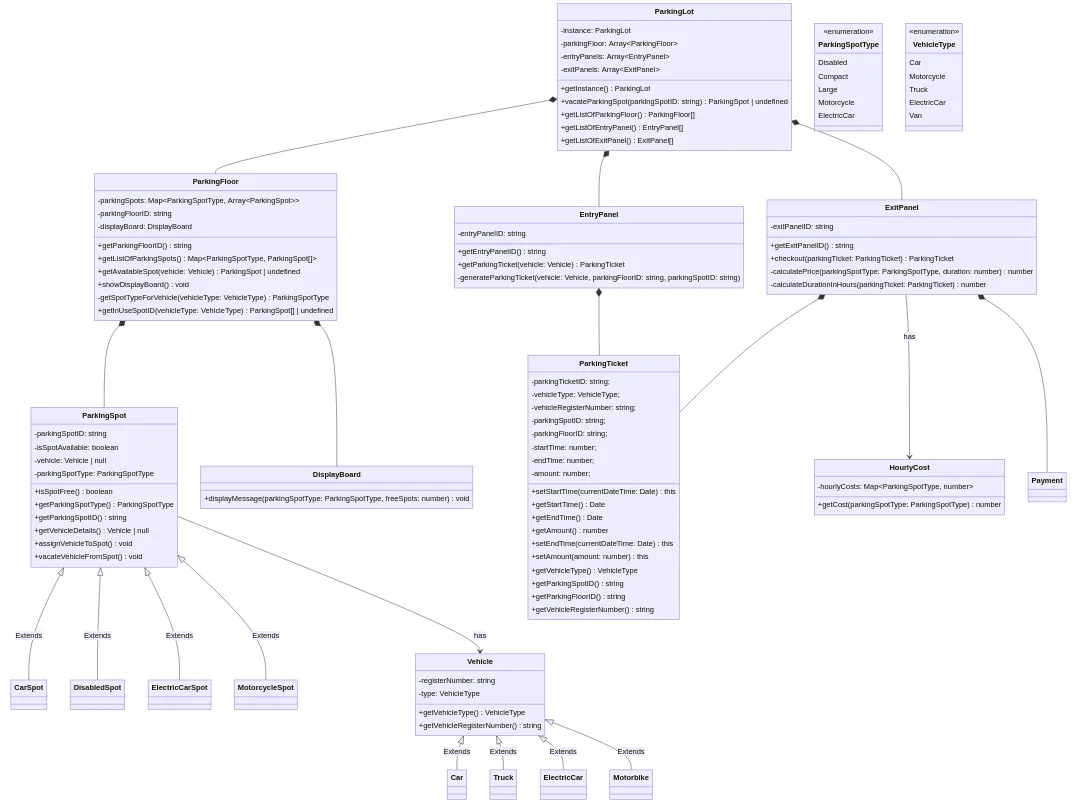 ParkingLot
-instance: ParkingLot
-parkingFloor: Array<ParkingFloor>
-entryPanels: Array<EntryPanel>
-exitPanels: Array<ExitPanel>
+getInstance() : ParkingLot
+vacateParkingSpot(parkingSpotID: string) : ParkingSpot | undefined
+getListOfParkingFloor() : ParkingFloor[]
+getListOfEntryPanel() : EntryPanel[]
+getListOfExitPanel() : ExitPanel[]
«enumeration»
ParkingSpotType
Disabled
Compact
Large
Motorcycle
ElectricCar
«enumeration»
VehicleType
Car
Motorcycle
Truck
ElectricCar
Van
ParkingFloor
-parkingSpots: Map<ParkingSpotType, Array<ParkingSpot>>
-parkingFloorID: string
-displayBoard: DisplayBoard
+getParkingFloorID() : string
+getListOfParkingSpots() : Map<ParkingSpotType, ParkingSpot[]>
+getAvailableSpot(vehicle: Vehicle) : ParkingSpot | undefined
+showDisplayBoard() : void
-getSpotTypeForVehicle(vehicleType: VehicleType) : ParkingSpotType
+getInUseSpotID(vehicleType: VehicleType) : ParkingSpot[] | undefined
EntryPanel
-entryPanelID: string
+getEntryPanelID() : string
+getParkingTicket(vehicle: Vehicle) : ParkingTicket
-generateParkingTicket(vehicle: Vehicle, parkingFloorID: string, parkingSpotID: string)
ExitPanel
-exitPanelID: string
+getExitPanelID() : string
+checkout(parkingTicket: ParkingTicket) : ParkingTicket
-calculatePrice(parkingSpotType: ParkingSpotType, duration: number) : number
-calculateDurationInHours(parkingTicket: ParkingTicket) : number
has
ParkingTicket
-parkingTicketID: string;
-vehicleType: VehicleType;
-vehicleRegisterNumber: string;
-parkingSpotID: string;
-parkingFloorID: string;
-startTime: number;
-endTime: number;
-amount: number;
+setStartTime(currentDateTime: Date) : this
+getStartTime() : Date
+getEndTime() : Date
+getAmount() : number
+setEndTime(currentDateTime: Date) : this
+setAmount(amount: number) : this
+getVehicleType() : VehicleType
+getParkingSpotID() : string
+getParkingFloorID() : string
+getVehicleRegisterNumber() : string
ParkingSpot
-parkingSpotID: string
-isSpotAvailable: boolean
-vehicle: Vehicle | null
-parkingSpotType: ParkingSpotType
+isSpotFree() : boolean
+getParkingSpotType() : ParkingSpotType
+getParkingSpotID() : string
+getVehicleDetails() : Vehicle | null
+assignVehicleToSpot() : void
+vacateVehicleFromSpot() : void
DisplayBoard
+displayMessage(parkingSpotType: ParkingSpotType, freeSpots: number) : void
HourlyCost
-hourlyCosts: Map<ParkingSpotType, number>
+getCost(parkingSpotType: ParkingSpotType) : number
Payment
Extends
Extends
Extends
Extends
has
CarSpot
DisabledSpot
ElectricCarSpot
MotorcycleSpot
Vehicle
-registerNumber: string
-type: VehicleType
+getVehicleType() : VehicleType
+getVehicleRegisterNumber() : string
Extends
Extends
Extends
Extends
Car
Truck
ElectricCar
Motorbike